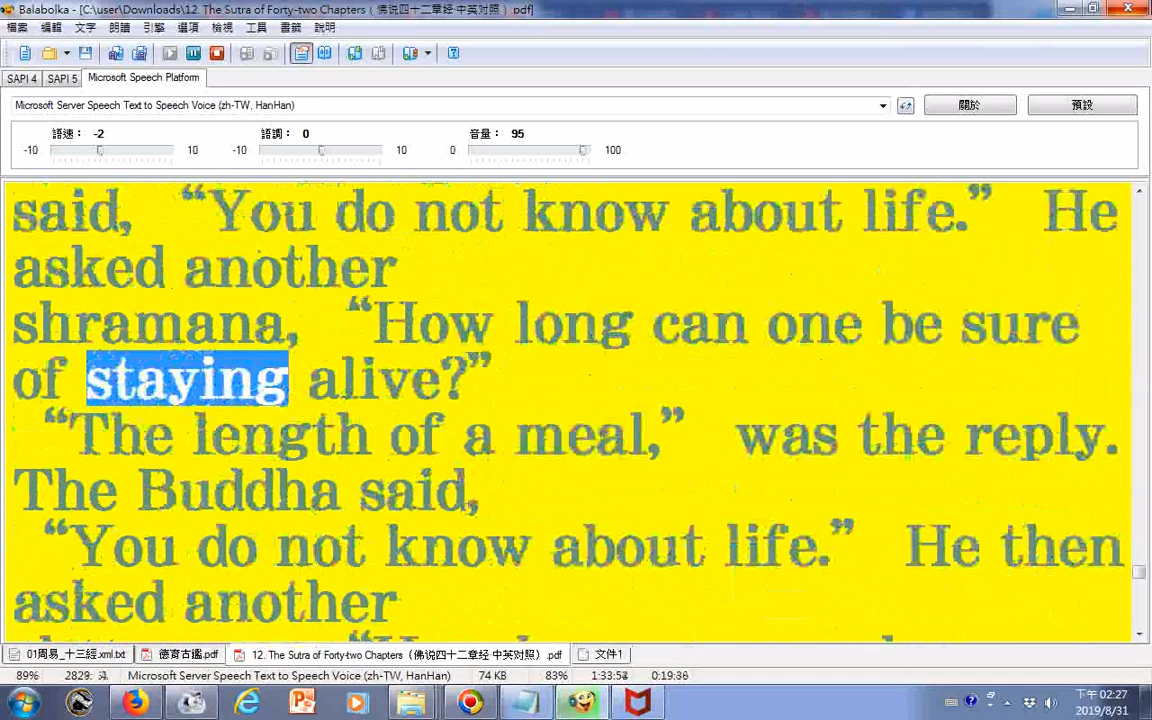 Balabolka - [C:\user\Downloads\12. The Sutra of Forty-two Chapters（佛说四十二章经·中英对照）.pdf]
檔案 編輯 文字 朗讀 引擎 選項 檢視 工具 書籤 說明
SAPI 4 SAPI 5 Microsoft Speech Platform
Microsoft Server Speech Text to Speech Voice (zh-TW, HanHan) 關於 預設
語速： -2 語調： 0 音量： 95
-10 10 -10 10 0 100
said, “You do not know about life.” He
asked another
shramana, “How long can one be sure
of staying alive?”
“The length of a meal,” was the reply.
The Buddha said,
“You do not know about life.” He then
asked another
01周易_十三經.xml.txt 德育古鑑.pdf 12. The Sutra of Forty-two Chapters（佛说四十二章经·中英对照）.pdf 文件1
89% 2829: Microsoft Server Speech Text to Speech Voice (zh-TW, HanHan) 74 KB 83% 0:19:36
下午 02:27
2019/8/31